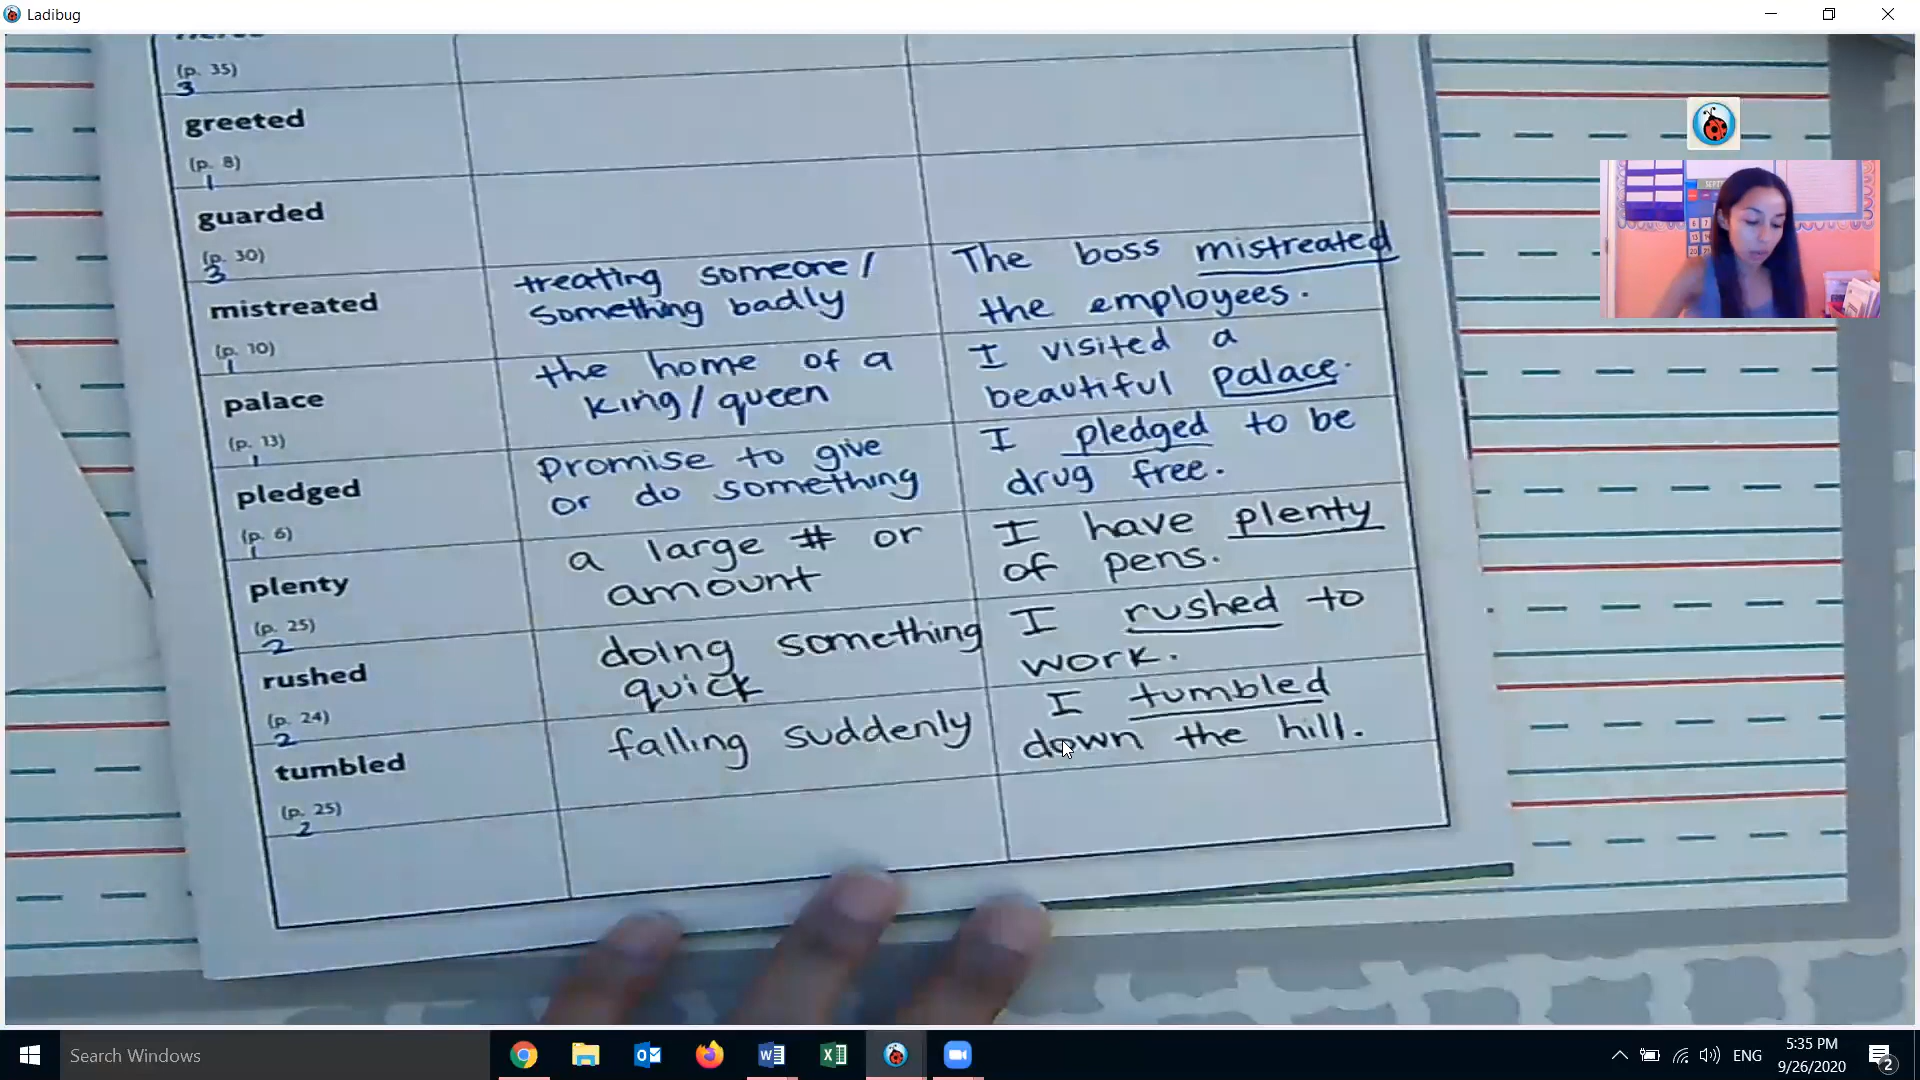 Ladibug
(p. 35)
3
greeted
(p. 8)
1
guarded
(p. 30)
3
mistreated
(p. 10)
1
treating someone/
something badly
The boss mistreated
the employees.
palace
(p. 13)
1
the home of a
king/queen
I visited a
beautiful palace.
pledged
(p. 6)
1
promise to give
or do something
I pledged to be
drug free.
plenty
(p. 25)
2
a large # or
amount
I have plenty
of pens.
rushed
(p. 24)
2
doing something
quick
I rushed to
work.
tumbled
(p. 25)
2
falling suddenly
I tumbled
down the hill.
Search Windows
ENG
5:35 PM
9/26/2020
2